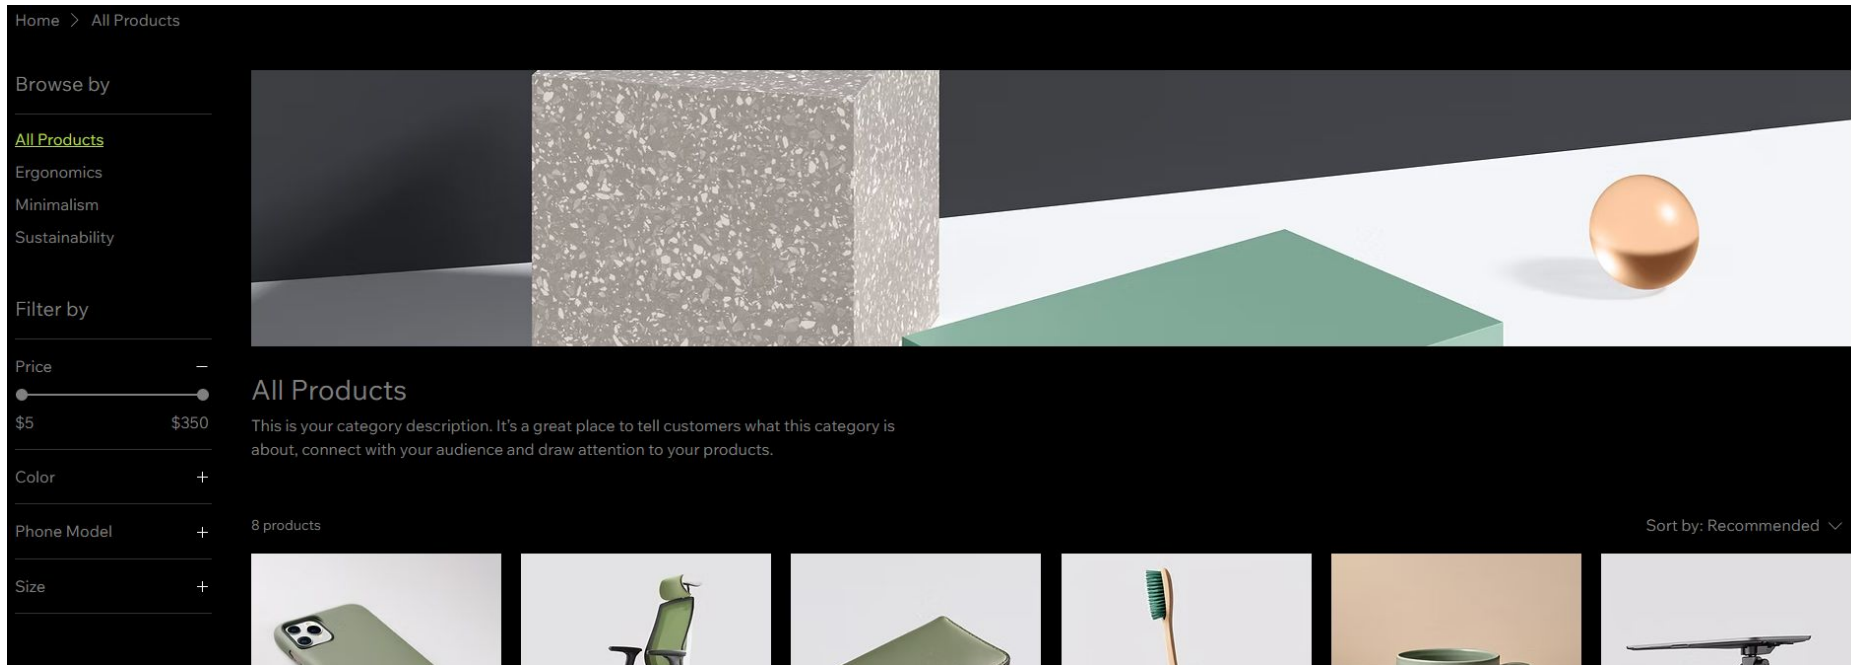 Home > All Products
Browse by
All Products
Ergonomics
Minimalism
Sustainability
Filter by
Price −
$5 $350
Color +
Phone Model +
Size +
All Products
This is your category description. It's a great place to tell customers what this category is
about, connect with your audience and draw attention to your products.
8 products
Sort by: Recommended